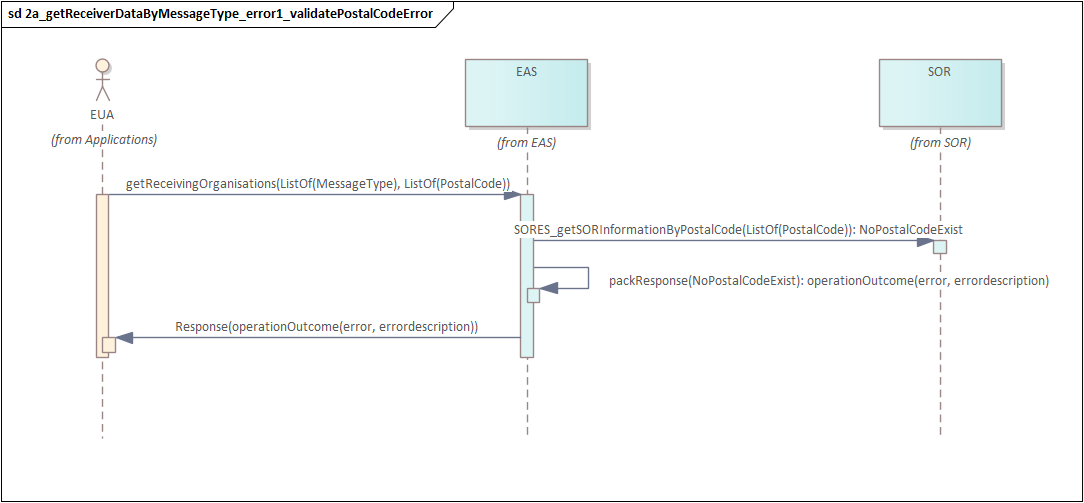 sd 2a_getReceiverDataByMessageType_error1_validatePostalCodeError
EUA
(from Applications)
EAS
(from EAS)
SOR
(from SOR)
getReceivingOrganisations(ListOf(MessageType), ListOf(PostalCode))
SORES_getSORInformationByPostalCode(ListOf(PostalCode)): NoPostalCodeExist
packResponse(NoPostalCodeExist): operationOutcome(error, errordescription)
Response(operationOutcome(error, errordescription))